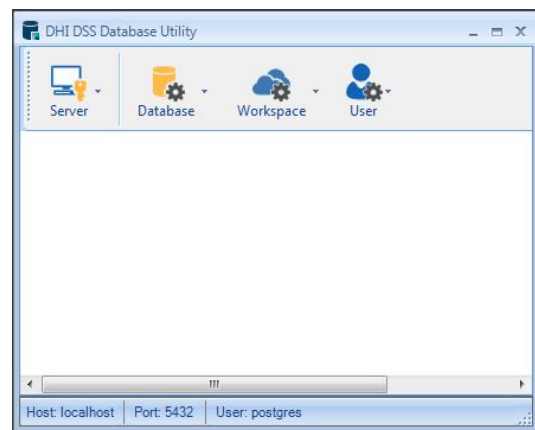 DHI DSS Database Utility
Server Database Workspace User
Host: localhost Port: 5432 User: postgres